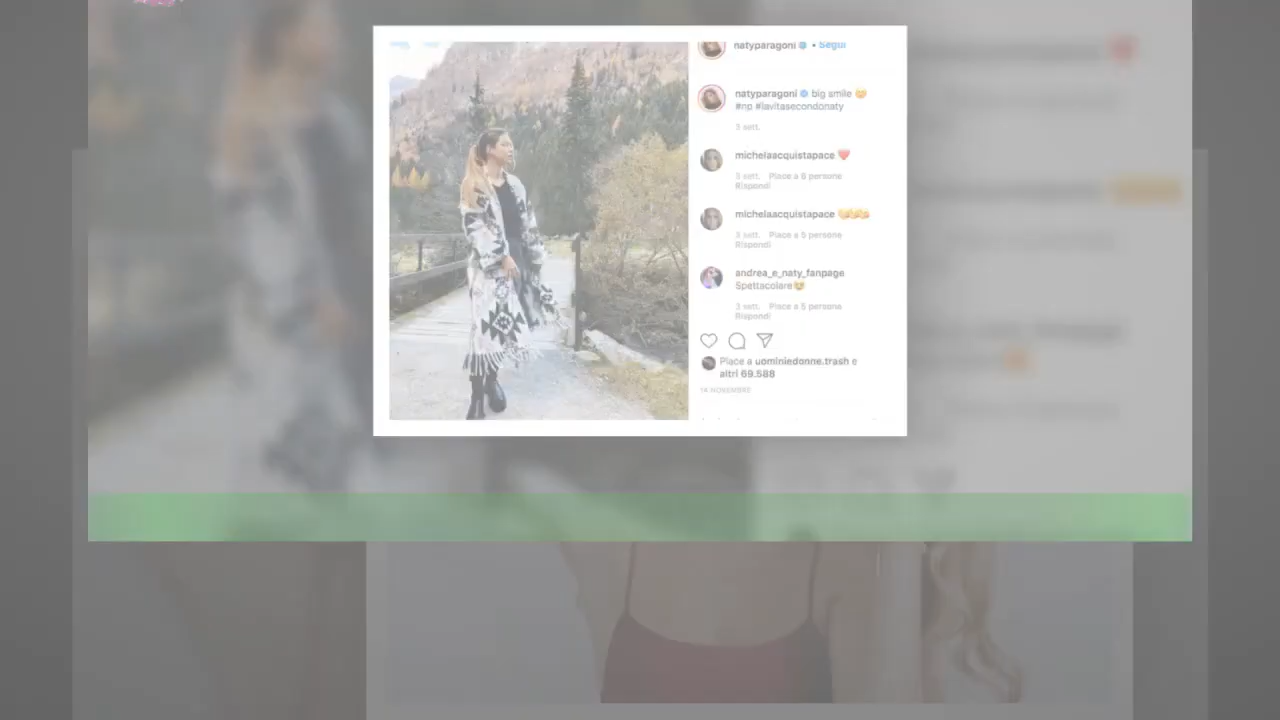 natyparagoni • Segui
natyparagoni big smile
#np #lavitasecondonaty
3 sett.
michelaacquistapace
3 sett. Piace a 6 persone
Rispondi
michelaacquistapace
3 sett. Piace a 5 persone
Rispondi
andrea_e_naty_fanpage
Spettacolare
3 sett. Piace a 5 persone
Rispondi
Piace a uominiedonne.trash e
altri 69.588
14 NOVEMBRE